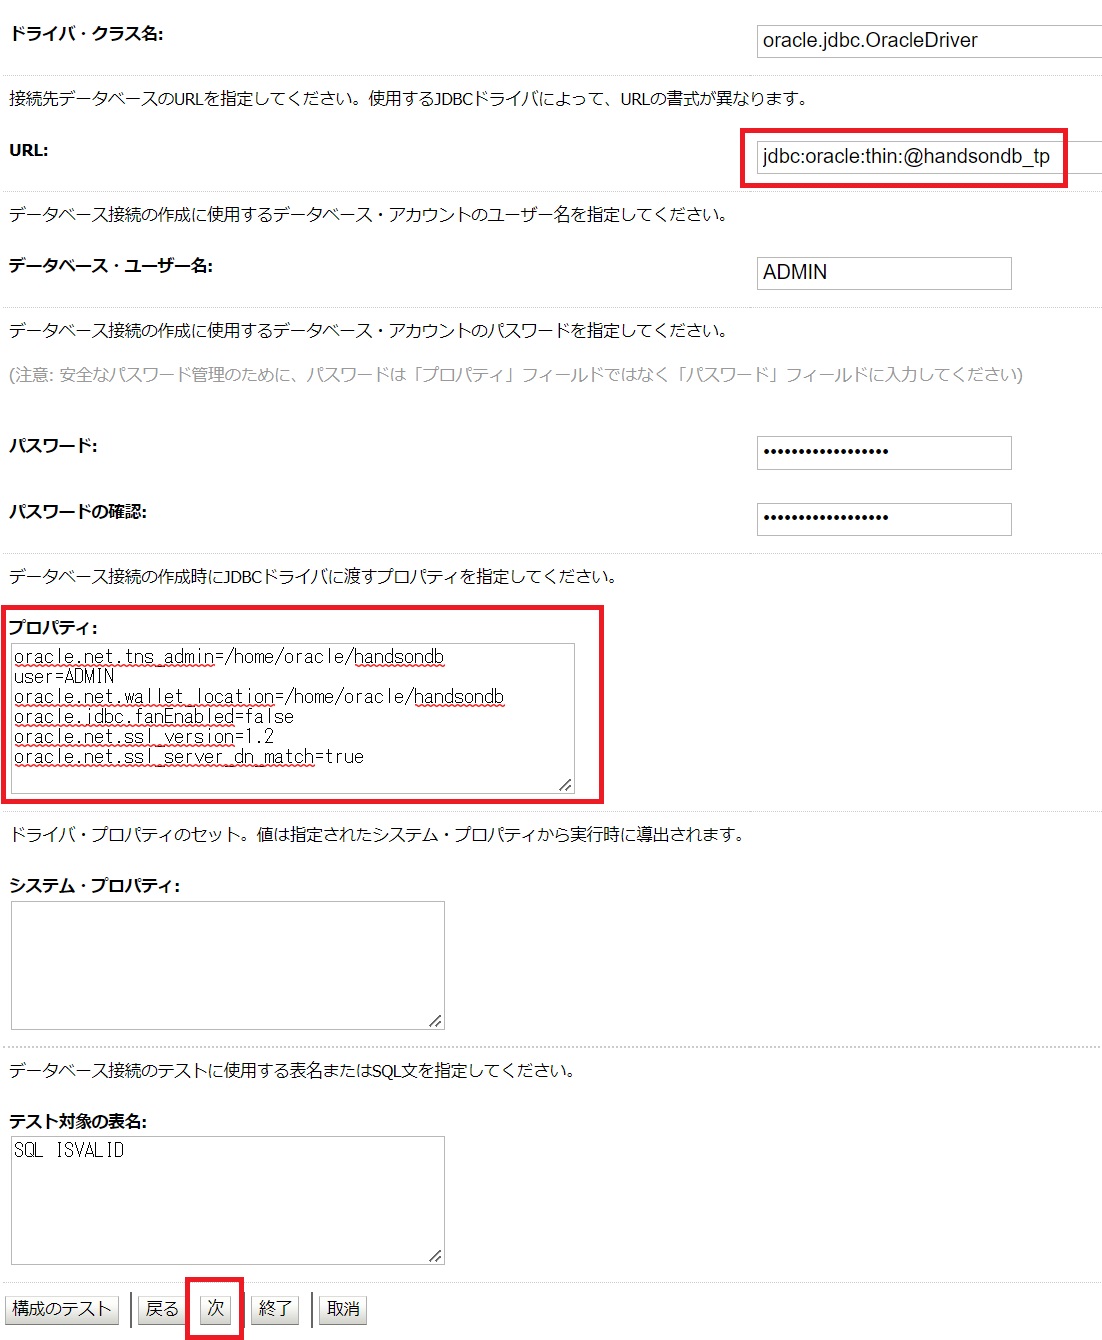 ドライバ・クラス名:
oracle.jdbc.OracleDriver
接続先データベースのURLを指定してください。使用するJDBCドライバによって、URLの書式が異なります。
URL:
jdbc:oracle:thin:@handsondb_tp
データベース接続の作成に使用するデータベース・アカウントのユーザー名を指定してください。
データベース・ユーザー名:
ADMIN
データベース接続の作成に使用するデータベース・アカウントのパスワードを指定してください。
(注意: 安全なパスワード管理のために、パスワードは「プロパティ」フィールドではなく「パスワード」フィールドに入力してください)
パスワード:
••••••••••••••••••
パスワードの確認:
••••••••••••••••••
データベース接続の作成時にJDBCドライバに渡すプロパティを指定してください。
プロパティ:
oracle.net.tns_admin=/home/oracle/handsondb
user=ADMIN
oracle.net.wallet_location=/home/oracle/handsondb
oracle.jdbc.fanEnabled=false
oracle.net.ssl_version=1.2
oracle.net.ssl_server_dn_match=true
ドライバ・プロパティのセット。値は指定されたシステム・プロパティから実行時に導出されます。
システム・プロパティ:
データベース接続のテストに使用する表名またはSQL文を指定してください。
テスト対象の表名:
SQL ISVALID
構成のテスト 戻る 次 終了 取消